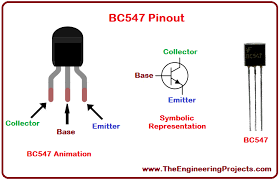 BC547 Pinout
Collector
Base
Emitter
Collector
Base
Emitter
BC547 Animation
Symbolic
Representation
BC547
www.TheEngineeringProjects.com